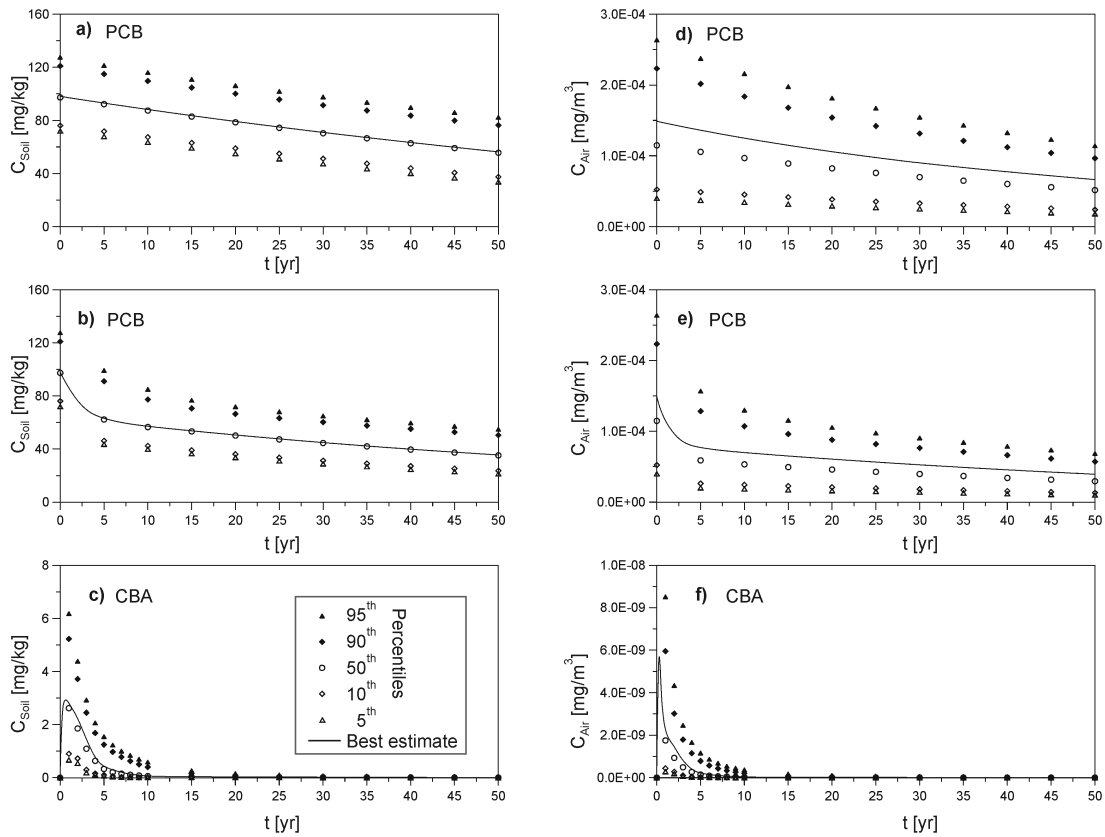 a) PCB
C_Soil [mg/kg]
160
120
80
40
0
0 5 10 15 20 25 30 35 40 45 50
t [yr]
d) PCB
C_Air [mg/m³]
3.0E-04
2.0E-04
1.0E-04
0.0E+00
0 5 10 15 20 25 30 35 40 45 50
t [yr]
b) PCB
C_Soil [mg/kg]
160
120
80
40
0
0 5 10 15 20 25 30 35 40 45 50
t [yr]
e) PCB
C_Air [mg/m³]
3.0E-04
2.0E-04
1.0E-04
0.0E+00
0 5 10 15 20 25 30 35 40 45 50
t [yr]
c) CBA
C_Soil [mg/kg]
8
6
4
2
0
0 5 10 15 20 25 30 35 40 45 50
t [yr]
95th
90th
50th
10th
5th
Percentiles
Best estimate
f) CBA
C_Air [mg/m³]
1.0E-08
8.0E-09
6.0E-09
4.0E-09
2.0E-09
0.0E+00
0 5 10 15 20 25 30 35 40 45 50
t [yr]